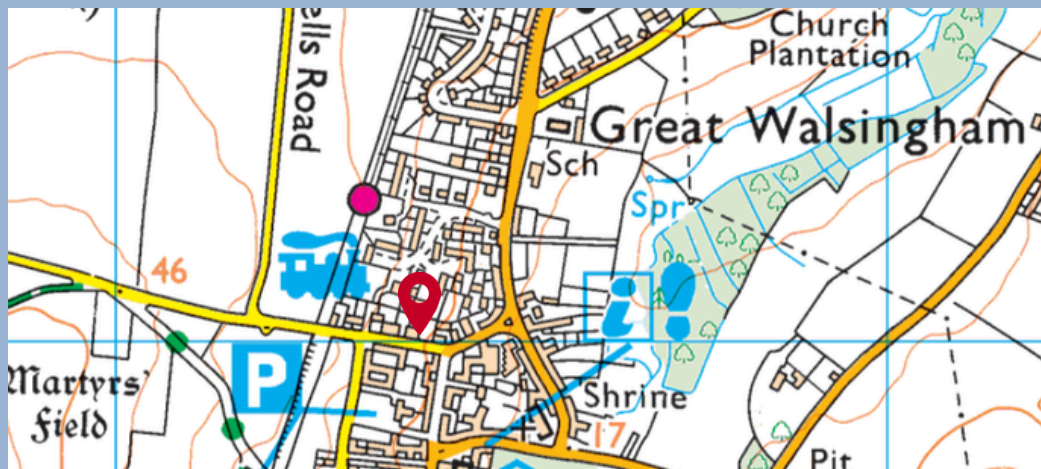 ells Road
Church
Plantation
Great Walsingham
Sch
Spr
46
i
P
Martyrs'
Field
Shrine
17
Pit